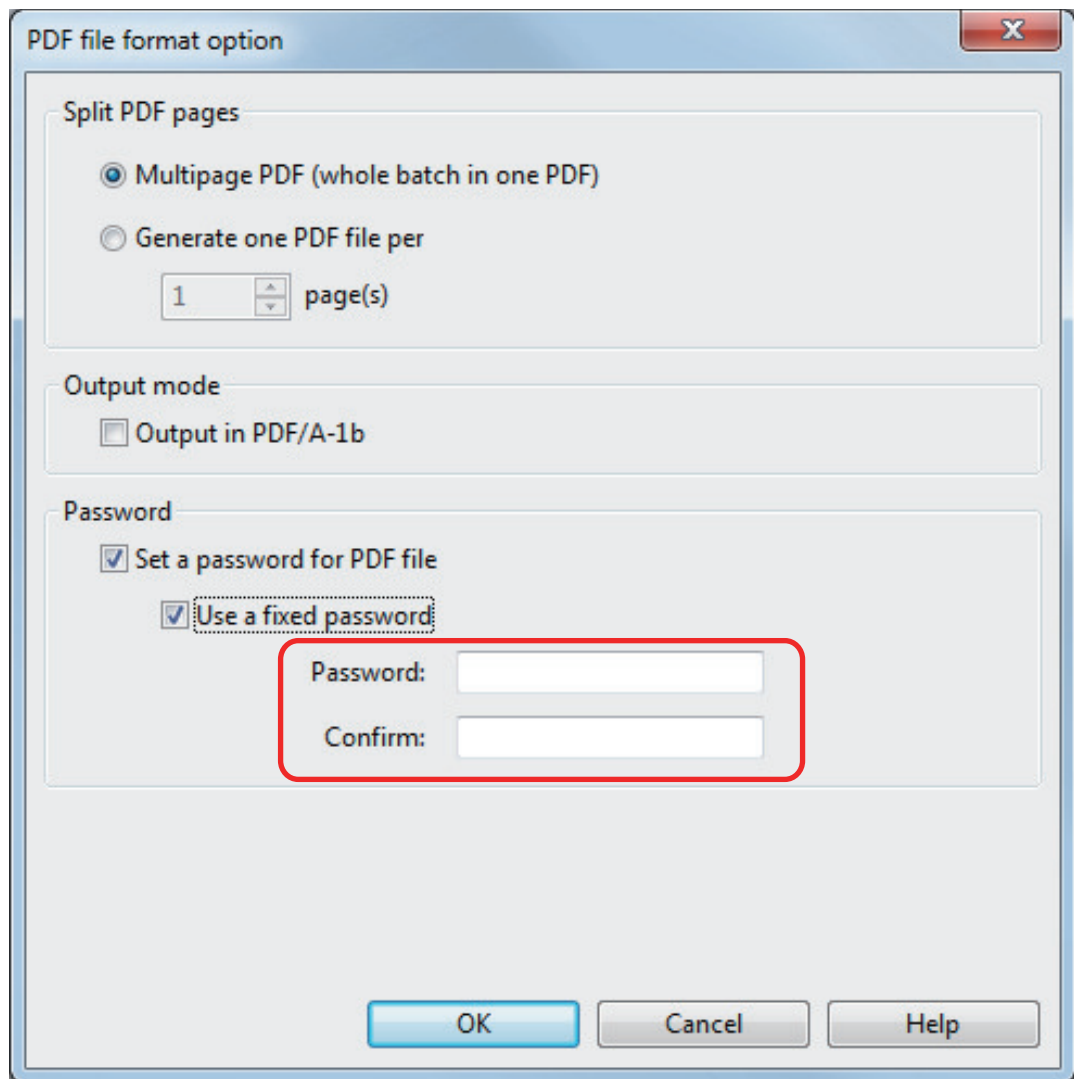 PDF file format option
Split PDF pages
Multipage PDF (whole batch in one PDF)
Generate one PDF file per
1 page(s)
Output mode
Output in PDF/A-1b
Password
Set a password for PDF file
Use a fixed password
Password:
Confirm:
OK Cancel Help